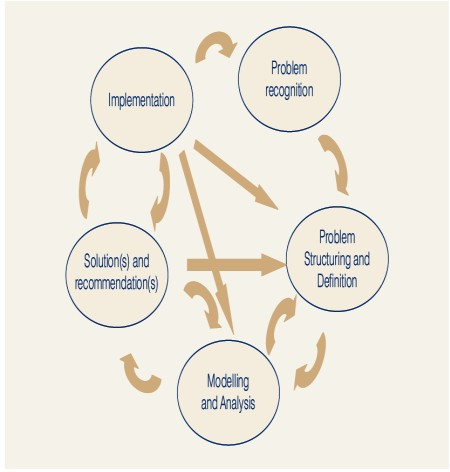 Problem
recognition
Implementation
Problem
Structuring and
Definition
Solution(s) and
recommendation(s)
Modelling
and Analysis